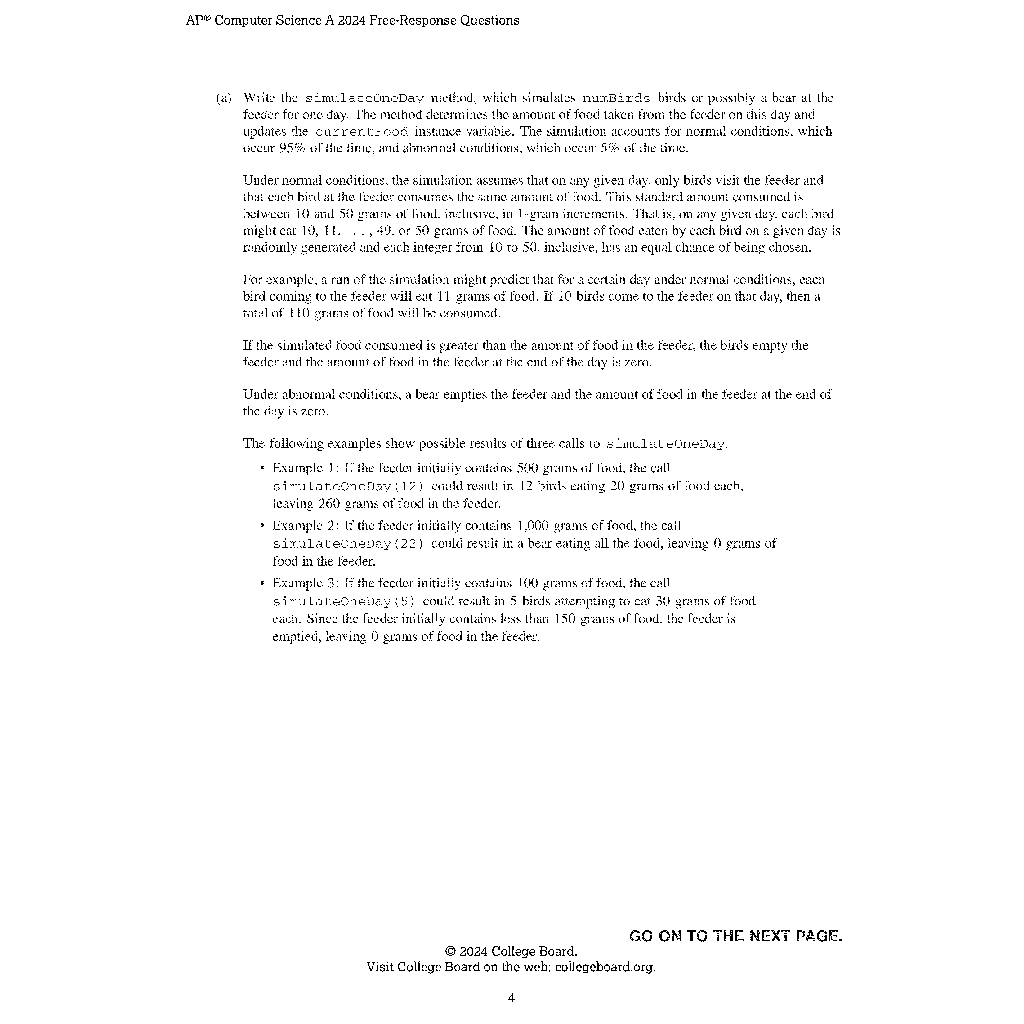 AP® Computer Science A 2024 Free-Response Questions
(a) Write the simulateOneDay method, which simulates numBirds birds or possibly a bear at the
feeder for one day. The method determines the amount of food taken from the feeder on this day and
updates the currentFood instance variable. The simulation accounts for normal conditions, which
occur 95% of the time, and abnormal conditions, which occur 5% of the time.
Under normal conditions, the simulation assumes that on any given day, only birds visit the feeder and
that each bird at the feeder consumes the same amount of food. This standard amount consumed is
between 10 and 50 grams of food, inclusive, in 1-gram increments. That is, on any given day, each bird
might eat 10, 11, . . . , 49, or 50 grams of food. The amount of food eaten by each bird on a given day is
randomly generated and each integer from 10 to 50, inclusive, has an equal chance of being chosen.
For example, a run of the simulation might predict that for a certain day under normal conditions, each
bird coming to the feeder will eat 11 grams of food. If 10 birds come to the feeder on that day, then a
total of 110 grams of food will be consumed.
If the simulated food consumed is greater than the amount of food in the feeder, the birds empty the
feeder and the amount of food in the feeder at the end of the day is zero.
Under abnormal conditions, a bear empties the feeder and the amount of food in the feeder at the end of
the day is zero.
The following examples show possible results of three calls to simulateOneDay.
• Example 1: If the feeder initially contains 500 grams of food, the call
simulateOneDay(12) could result in 12 birds eating 20 grams of food each,
leaving 260 grams of food in the feeder.
• Example 2: If the feeder initially contains 1,000 grams of food, the call
simulateOneDay(22) could result in a bear eating all the food, leaving 0 grams of
food in the feeder.
• Example 3: If the feeder initially contains 100 grams of food, the call
simulateOneDay(5) could result in 5 birds attempting to eat 30 grams of food
each. Since the feeder initially contains less than 150 grams of food, the feeder is
emptied, leaving 0 grams of food in the feeder.
GO ON TO THE NEXT PAGE.
© 2024 College Board.
Visit College Board on the web: collegeboard.org.
4